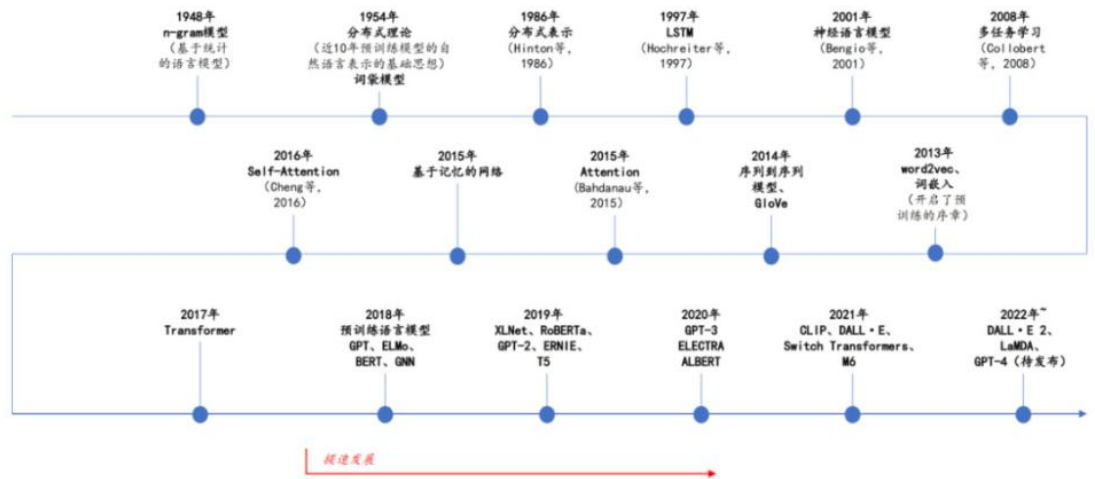 1948年
n-gram模型
（基于统计
的语言模型）
1954年
分布式理论
（近10年预训练模型的自
然语言表示的基础思想）
词袋模型
1986年
分布式表示
（Hinton等，
1986）
1997年
LSTM
（Hochreiter等，
1997）
2001年
神经语言模型
（Bengio等，
2001）
2008年
多任务学习
（Collobert
等，2008）
2016年
Self-Attention
（Cheng等，
2016）
2015年
基于记忆的网络
2015年
Attention
（Bahdanau等，
2015）
2014年
序列到序列
模型、
GloVe
2013年
word2vec、
词嵌入
（开启了预
训练的序章）
2017年
Transformer
2018年
预训练语言模型
GPT、ELMo、
BERT、GNN
2019年
XLNet、RoBERTa、
GPT-2、ERNIE、
T5
2020年
GPT-3
ELECTRA
ALBERT
2021年
CLIP、DALL·E、
Switch Transformers、
M6
2022年~
DALL·E 2、
LaMDA、
GPT-4（待发布）
提速发展